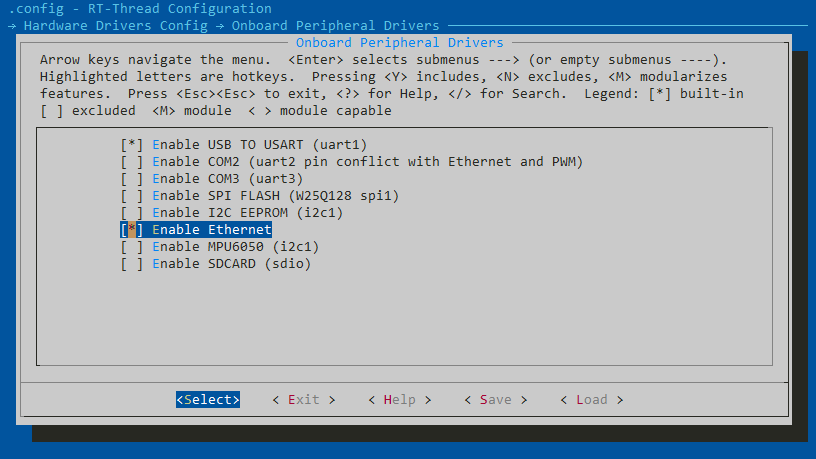 .config - RT-Thread Configuration
→ Hardware Drivers Config → Onboard Peripheral Drivers
Onboard Peripheral Drivers
Arrow keys navigate the menu.  <Enter> selects submenus ---> (or empty submenus ----).
Highlighted letters are hotkeys.  Pressing <Y> includes, <N> excludes, <M> modularizes
features.  Press <Esc><Esc> to exit, <?> for Help, </> for Search.  Legend: [*] built-in
[ ] excluded  <M> module  < > module capable
[*] Enable USB TO USART (uart1)
[ ] Enable COM2 (uart2 pin conflict with Ethernet and PWM)
[ ] Enable COM3 (uart3)
[ ] Enable SPI FLASH (W25Q128 spi1)
[ ] Enable I2C EEPROM (i2c1)
[*] Enable Ethernet
[ ] Enable MPU6050 (i2c1)
[ ] Enable SDCARD (sdio)
<Select>    < Exit >    < Help >    < Save >    < Load >